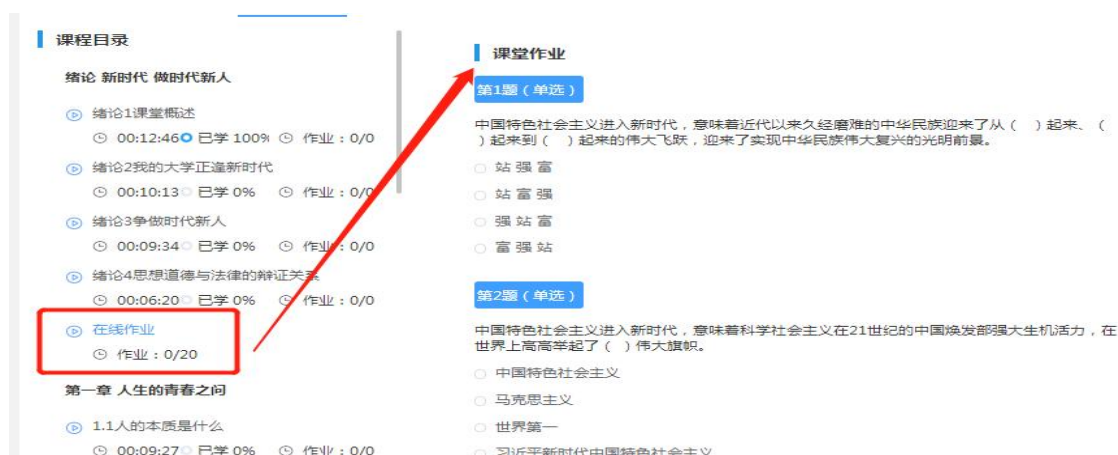 课程目录
绪论 新时代 做时代新人
绪论1课堂概述
00:12:46 已学 100% 作业：0/0
绪论2我的大学正逢新时代
00:10:13 已学 0% 作业：0/0
绪论3争做时代新人
00:09:34 已学 0% 作业：0/0
绪论4思想道德与法律的辩证关系
00:06:20 已学 0% 作业：0/0
在线作业
作业：0/20
第一章 人生的青春之问
1.1人的本质是什么
00:09:27 已学 0% 作业：0/0
课堂作业
第1题（单选）
中国特色社会主义进入新时代，意味着近代以来久经磨难的中华民族迎来了从（ ）起来、（
）起来到（ ）起来的伟大飞跃，迎来了实现中华民族伟大复兴的光明前景。
站 强 富
站 富 强
强 站 富
富 强 站
第2题（单选）
中国特色社会主义进入新时代，意味着科学社会主义在21世纪的中国焕发部强大生机活力，在
世界上高高举起了（ ）伟大旗帜。
中国特色社会主义
马克思主义
世界第一
习近平新时代中国特色社会主义